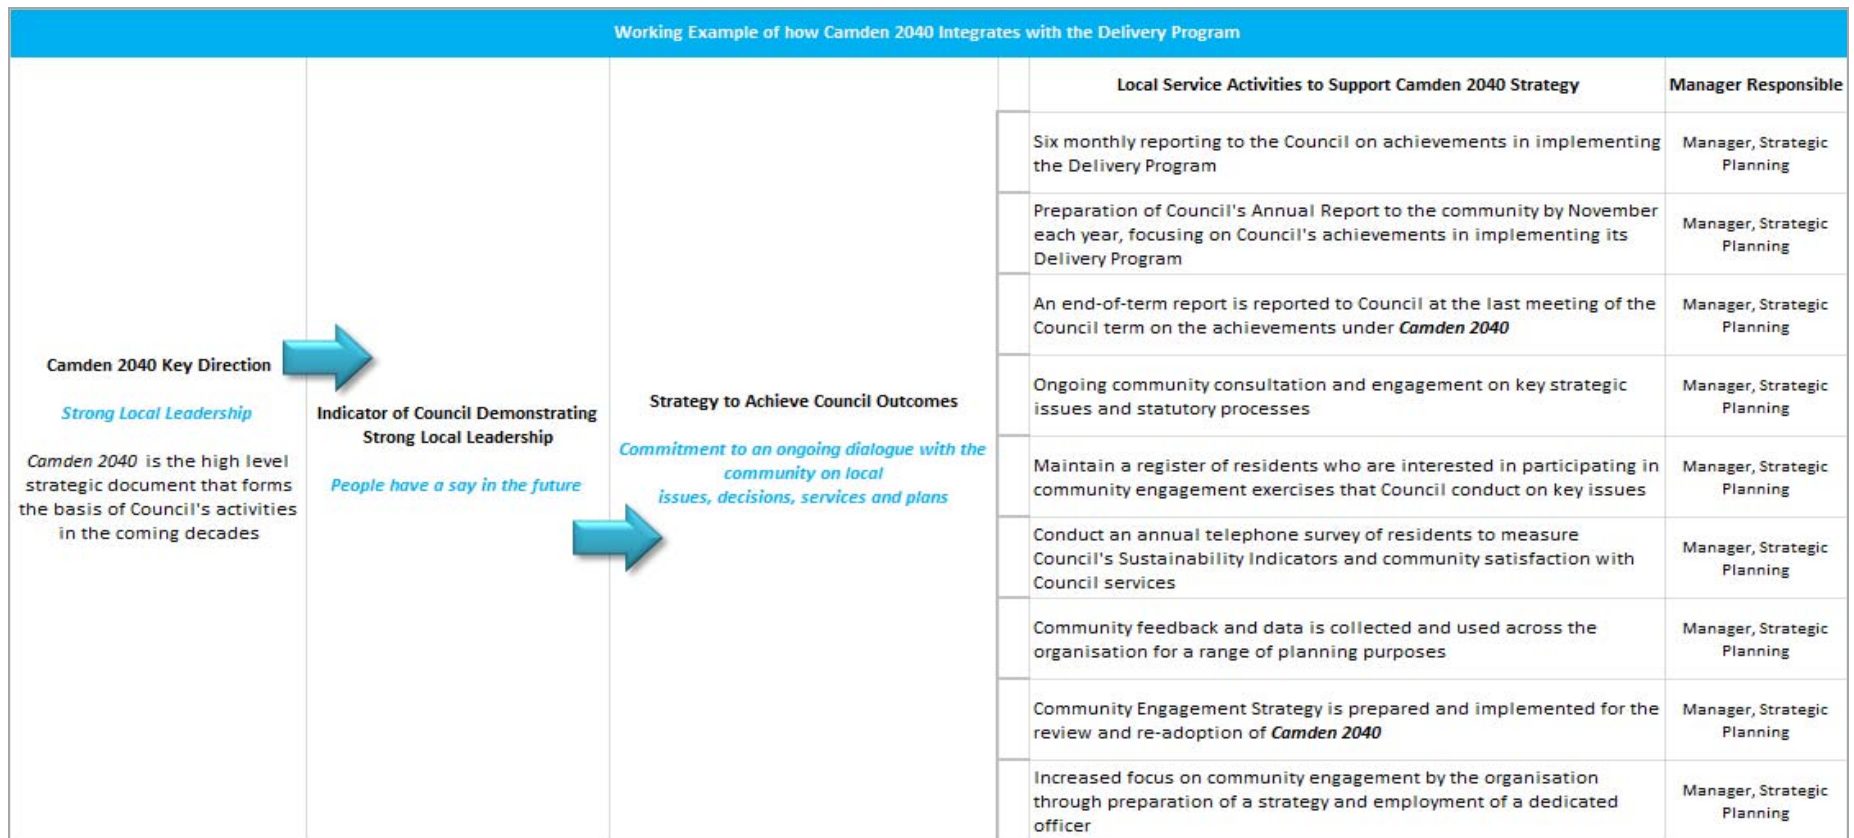 Working Example of how Camden 2040 Integrates with the Delivery Program
Camden 2040 Key Direction
Strong Local Leadership
Camden 2040 is the high level
strategic document that forms
the basis of Council's activities
in the coming decades
Indicator of Council Demonstrating
Strong Local Leadership
People have a say in the future
Strategy to Achieve Council Outcomes
Commitment to an ongoing dialogue with the
community on local
issues, decisions, services and plans
Local Service Activities to Support Camden 2040 Strategy
Manager Responsible
Six monthly reporting to the Council on achievements in implementing
the Delivery Program
Manager, Strategic
Planning
Preparation of Council's Annual Report to the community by November
each year, focusing on Council's achievements in implementing its
Delivery Program
Manager, Strategic
Planning
An end-of-term report is reported to Council at the last meeting of the
Council term on the achievements under Camden 2040
Manager, Strategic
Planning
Ongoing community consultation and engagement on key strategic
issues and statutory processes
Manager, Strategic
Planning
Maintain a register of residents who are interested in participating in
community engagement exercises that Council conduct on key issues
Manager, Strategic
Planning
Conduct an annual telephone survey of residents to measure
Council's Sustainability Indicators and community satisfaction with
Council services
Manager, Strategic
Planning
Community feedback and data is collected and used across the
organisation for a range of planning purposes
Manager, Strategic
Planning
Community Engagement Strategy is prepared and implemented for the
review and re-adoption of Camden 2040
Manager, Strategic
Planning
Increased focus on community engagement by the organisation
through preparation of a strategy and employment of a dedicated
officer
Manager, Strategic
Planning